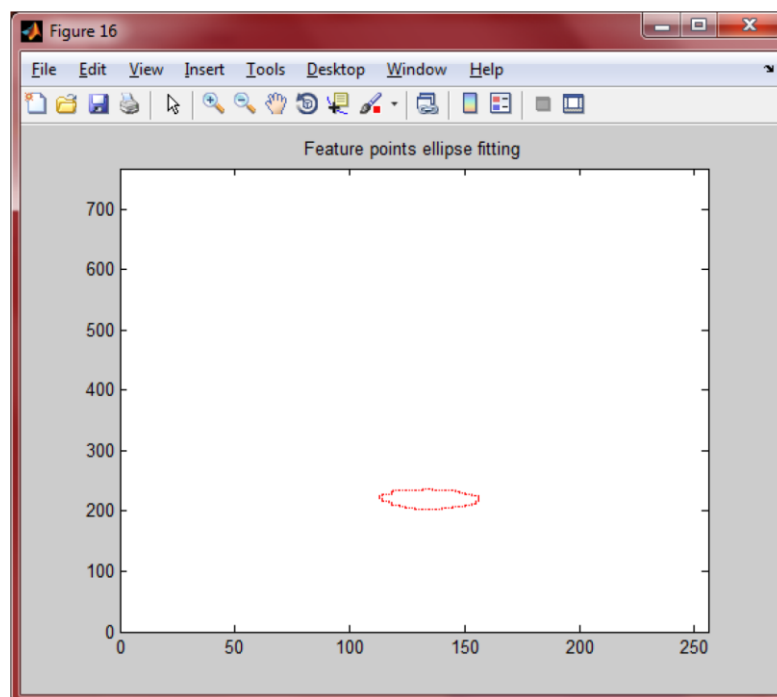 Figure 16
File Edit View Insert Tools Desktop Window Help
Feature points ellipse fitting
700
600
500
400
300
200
100
0
0 50 100 150 200 250